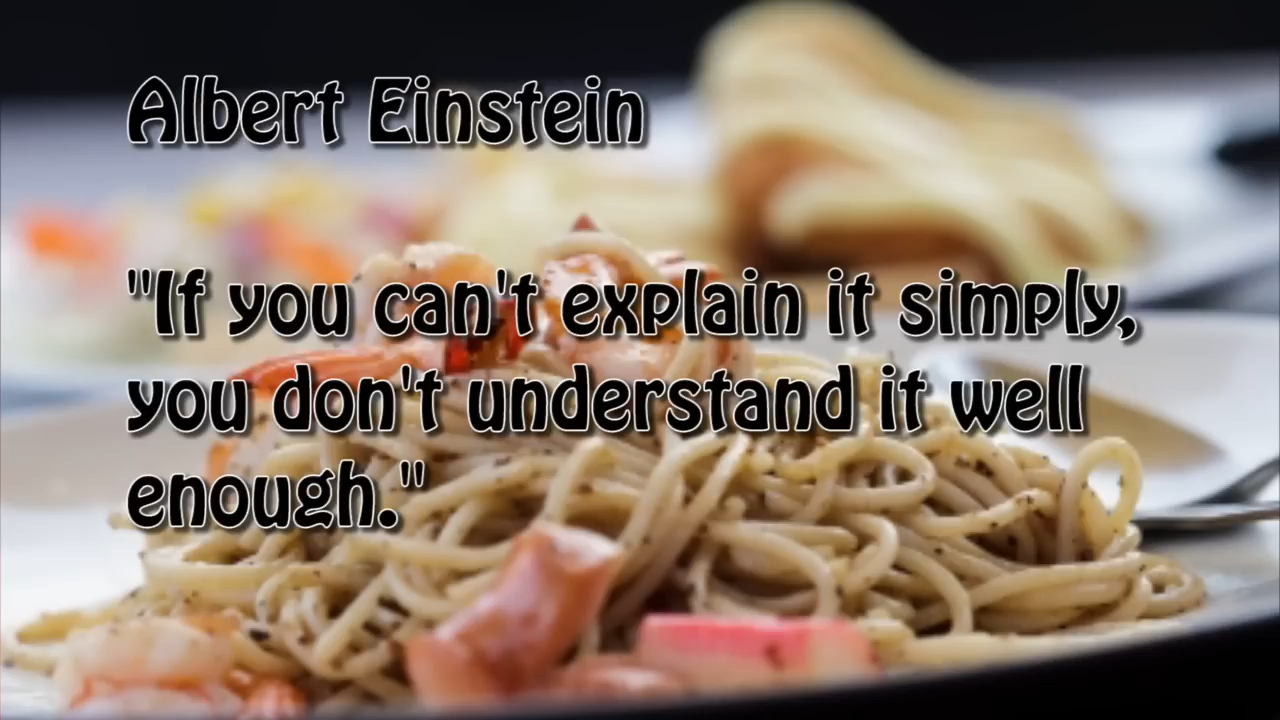 Albert Einstein
"If you can't explain it simply,
you don't understand it well
enough."